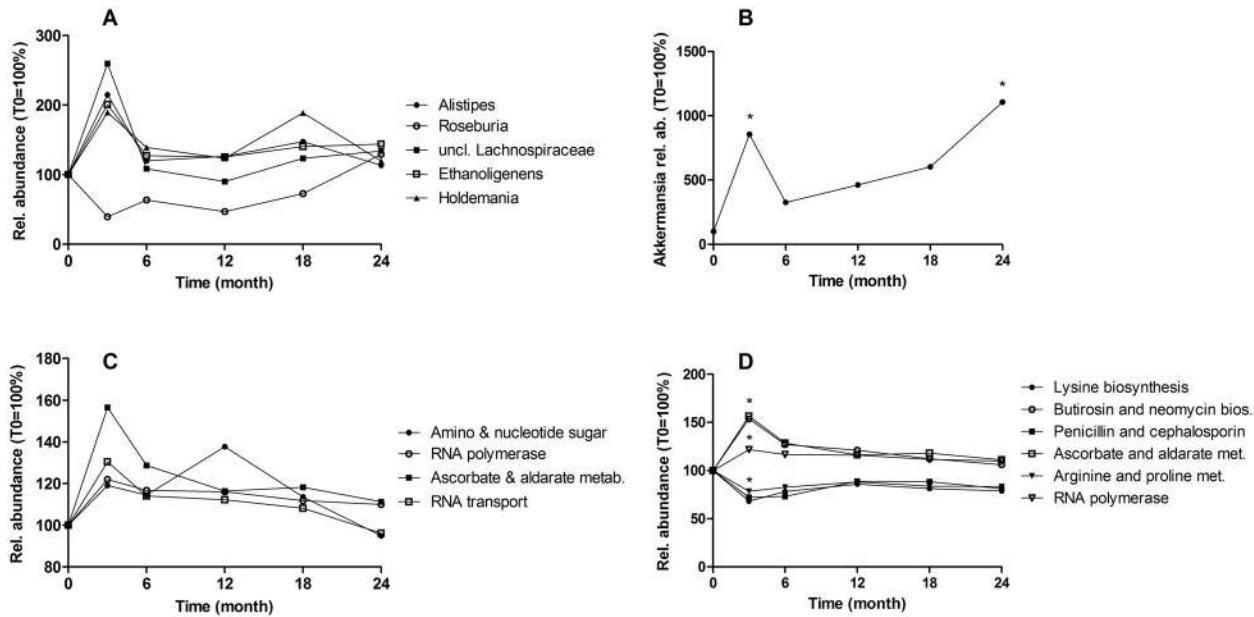 A
Rel. abundance (T0=100%)
300
200
100
0
0 6 12 18 24
Time (month)
Alistipes
Roseburia
uncl. Lachnospiraceae
Ethanoligenens
Holdemania
B
Akkermansia rel. ab. (T0=100%)
1500
1000
500
0
* *
0 6 12 18 24
Time (month)
C
Rel. abundance (T0=100%)
180
160
140
120
100
80
0 6 12 18 24
Time (month)
Amino & nucleotide sugar
RNA polymerase
Ascorbate & aldarate metab.
RNA transport
D
Rel. abundance (T0=100%)
200
150
100
50
0
*
*
*
0 6 12 18 24
Time (month)
Lysine biosynthesis
Butirosin and neomycin bios.
Penicillin and cephalosporin
Ascorbate and aldarate met.
Arginine and proline met.
RNA polymerase